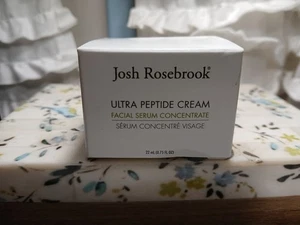 Josh Rosebrook®
ULTRA PEPTIDE CREAM
FACIAL SERUM CONCENTRATE
SÉRUM CONCENTRÉ VISAGE